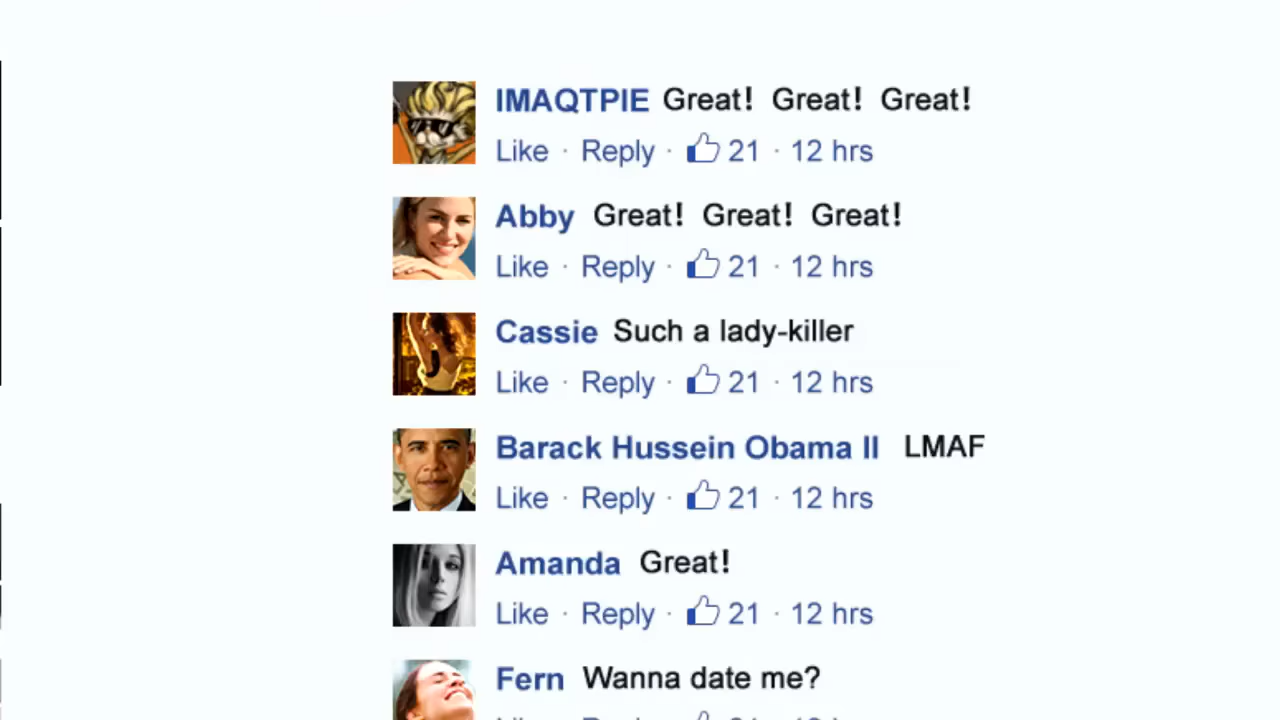 IMAQTPIE Great! Great! Great!
Like · Reply · 21 · 12 hrs
Abby Great! Great! Great!
Like · Reply · 21 · 12 hrs
Cassie Such a lady-killer
Like · Reply · 21 · 12 hrs
Barack Hussein Obama II LMAF
Like · Reply · 21 · 12 hrs
Amanda Great!
Like · Reply · 21 · 12 hrs
Fern Wanna date me?